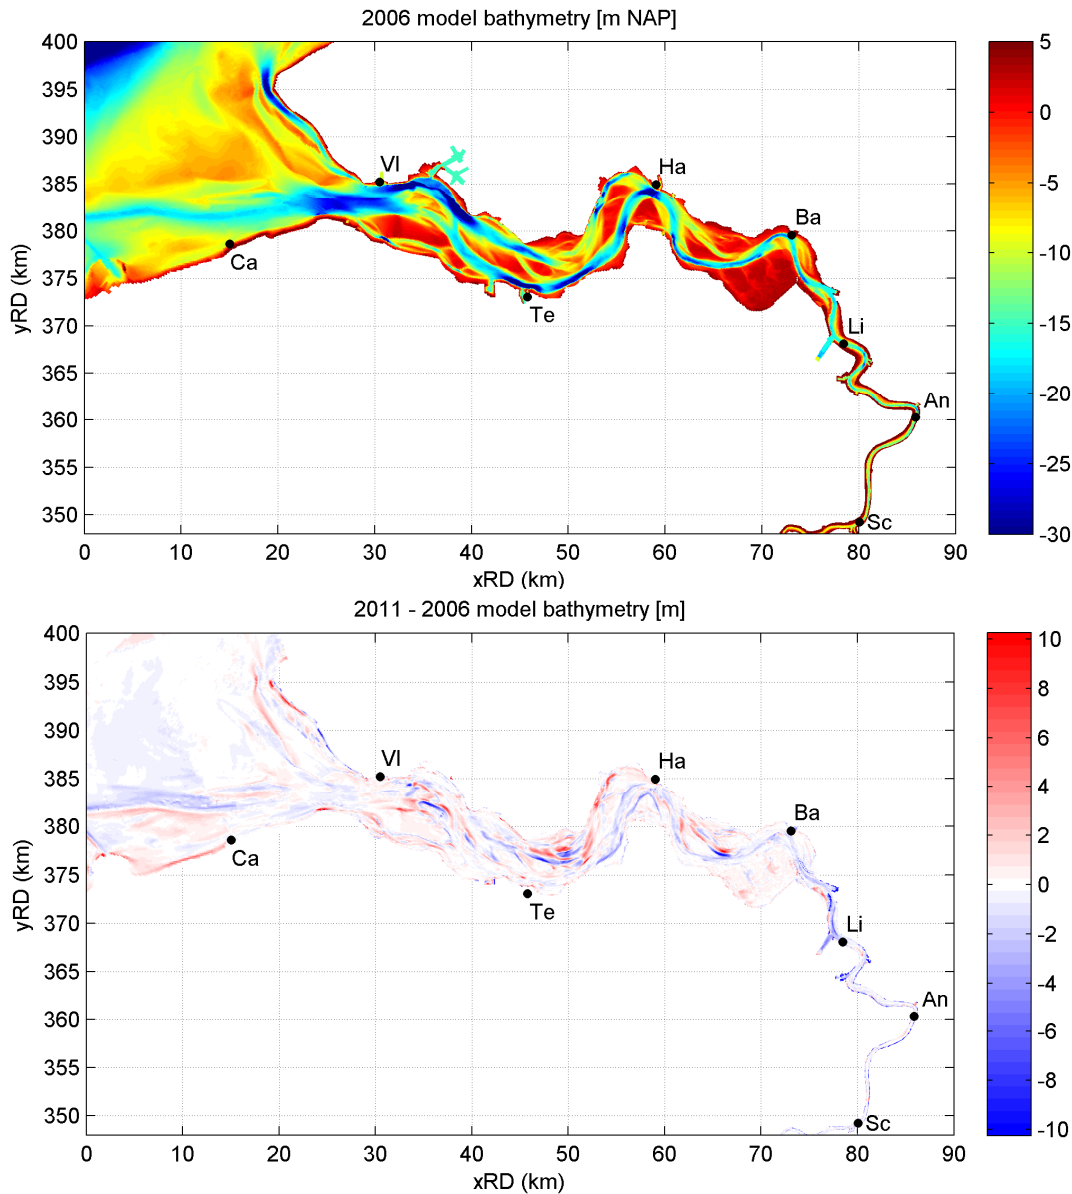 2006 model bathymetry [m NAP]
400
395
390
385
380
375
370
365
360
355
350
yRD (km)
Vl
Ca
Te
Ha
Ba
Li
An
Sc
0 10 20 30 40 50 60 70 80 90
xRD (km)
5
0
-5
-10
-15
-20
-25
-30
2011 - 2006 model bathymetry [m]
400
395
390
385
380
375
370
365
360
355
350
yRD (km)
Vl
Ca
Te
Ha
Ba
Li
An
Sc
0 10 20 30 40 50 60 70 80 90
xRD (km)
10
8
6
4
2
0
-2
-4
-6
-8
-10